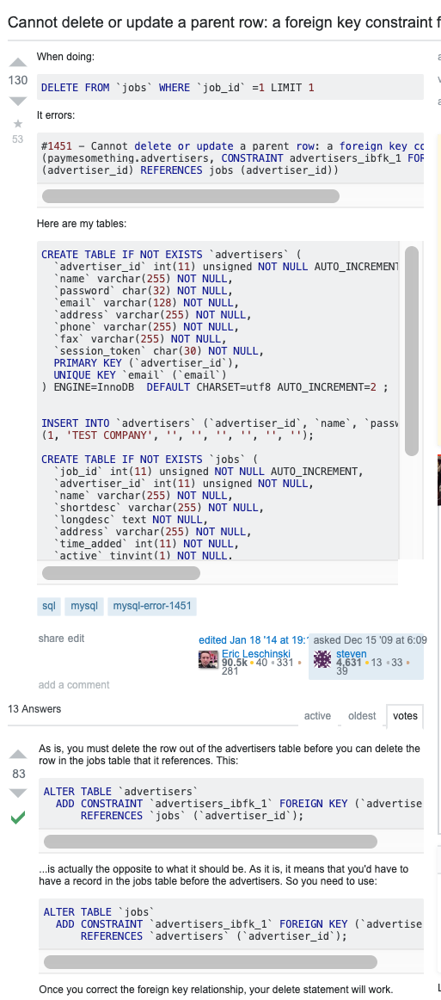 Cannot delete or update a parent row: a foreign key constraint f
When doing:
130
DELETE FROM `jobs` WHERE `job_id` =1 LIMIT 1
It errors:
53
#1451 - Cannot delete or update a parent row: a foreign key co
(paymesomething.advertisers, CONSTRAINT advertisers_ibfk_1 FOR
(advertiser_id) REFERENCES jobs (advertiser_id))
Here are my tables:
CREATE TABLE IF NOT EXISTS `advertisers` (
`advertiser_id` int(11) unsigned NOT NULL AUTO_INCREMENT
`name` varchar(255) NOT NULL,
`password` char(32) NOT NULL,
`email` varchar(128) NOT NULL,
`address` varchar(255) NOT NULL,
`phone` varchar(255) NOT NULL,
`fax` varchar(255) NOT NULL,
`session_token` char(30) NOT NULL,
PRIMARY KEY (`advertiser_id`),
UNIQUE KEY `email` (`email`)
) ENGINE=InnoDB  DEFAULT CHARSET=utf8 AUTO_INCREMENT=2 ;
INSERT INTO `advertisers` (`advertiser_id`, `name`, `passw
(1, 'TEST COMPANY', '', '', '', '', '', '');
CREATE TABLE IF NOT EXISTS `jobs` (
`job_id` int(11) unsigned NOT NULL AUTO_INCREMENT,
`advertiser_id` int(11) unsigned NOT NULL,
`name` varchar(255) NOT NULL,
`shortdesc` varchar(255) NOT NULL,
`longdesc` text NOT NULL,
`address` varchar(255) NOT NULL,
`time_added` int(11) NOT NULL,
`active` tinyint(1) NOT NULL,
sql mysql mysql-error-1451
share edit
edited Jan 18 '14 at 19:1
Eric Leschinski
90.5k 40 331
281
asked Dec 15 '09 at 6:09
steven
4,631 13 33
39
add a comment
13 Answers
active oldest votes
83
As is, you must delete the row out of the advertisers table before you can delete the
row in the jobs table that it references. This:
ALTER TABLE `advertisers`
ADD CONSTRAINT `advertisers_ibfk_1` FOREIGN KEY (`advertise
REFERENCES `jobs` (`advertiser_id`);
...is actually the opposite to what it should be. As it is, it means that you'd have to
have a record in the jobs table before the advertisers. So you need to use:
ALTER TABLE `jobs`
ADD CONSTRAINT `advertisers_ibfk_1` FOREIGN KEY (`advertise
REFERENCES `advertisers` (`advertiser_id`);
Once you correct the foreign key relationship, your delete statement will work.